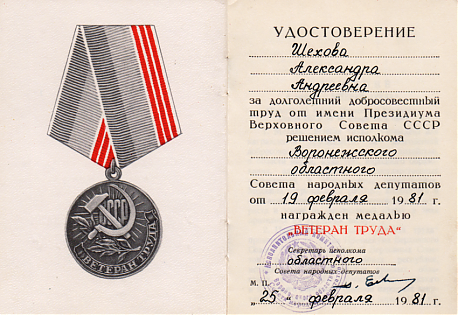 СССР
ВЕТЕРАН ТРУДА
УДОСТОВЕРЕНИЕ
Шехова
Александра
Андреевна
за долголетний добросовестный
труд от имени Президиума
Верховного Совета СССР
решением исполкома
Воронежского
областного
Совета народных депутатов
от „19 февраля 1981 г.
награжден медалью
"ВЕТЕРАН ТРУДА"
Секретарь исполкома
областного
Совета народных депутатов
М. П.
„25" февраля 1981 г.